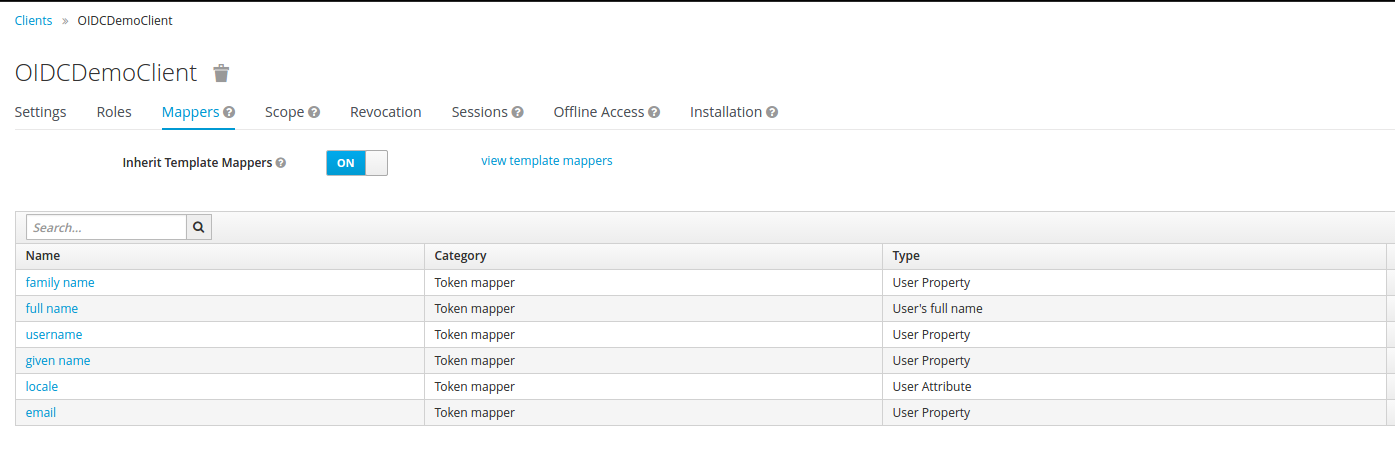 Clients » OIDCDemoClient
OIDCDemoClient
Settings Roles Mappers ? Scope ? Revocation Sessions ? Offline Access ? Installation ?
Inherit Template Mappers ? ON view template mappers
Search...
Name Category Type
family name Token mapper User Property
full name Token mapper User's full name
username Token mapper User Property
given name Token mapper User Property
locale Token mapper User Attribute
email Token mapper User Property